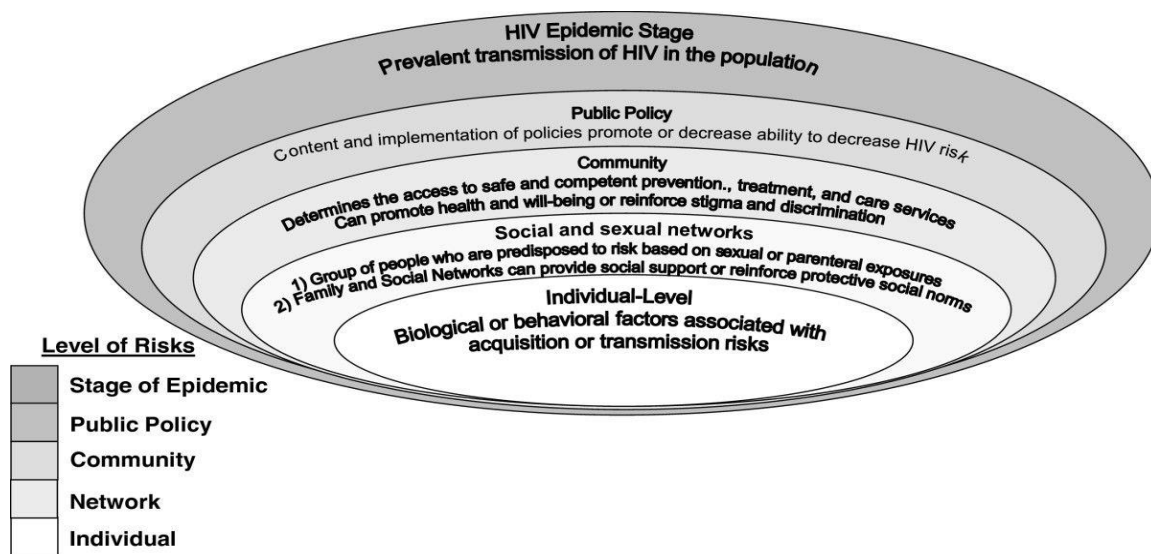 HIV Epidemic Stage
Prevalent transmission of HIV in the population
Public Policy
Content and implementation of policies promote or decrease ability to decrease HIV risk
Community
Determines the access to safe and competent prevention., treatment, and care services
Can promote health and will-being or reinforce stigma and discrimination
Social and sexual networks
1) Group of people who are predisposed to risk based on sexual or parenteral exposures
2) Family and Social Networks can provide social support or reinforce protective social norms
Individual-Level
Biological or behavioral factors associated with
acquisition or transmission risks
Level of Risks
Stage of Epidemic
Public Policy
Community
Network
Individual